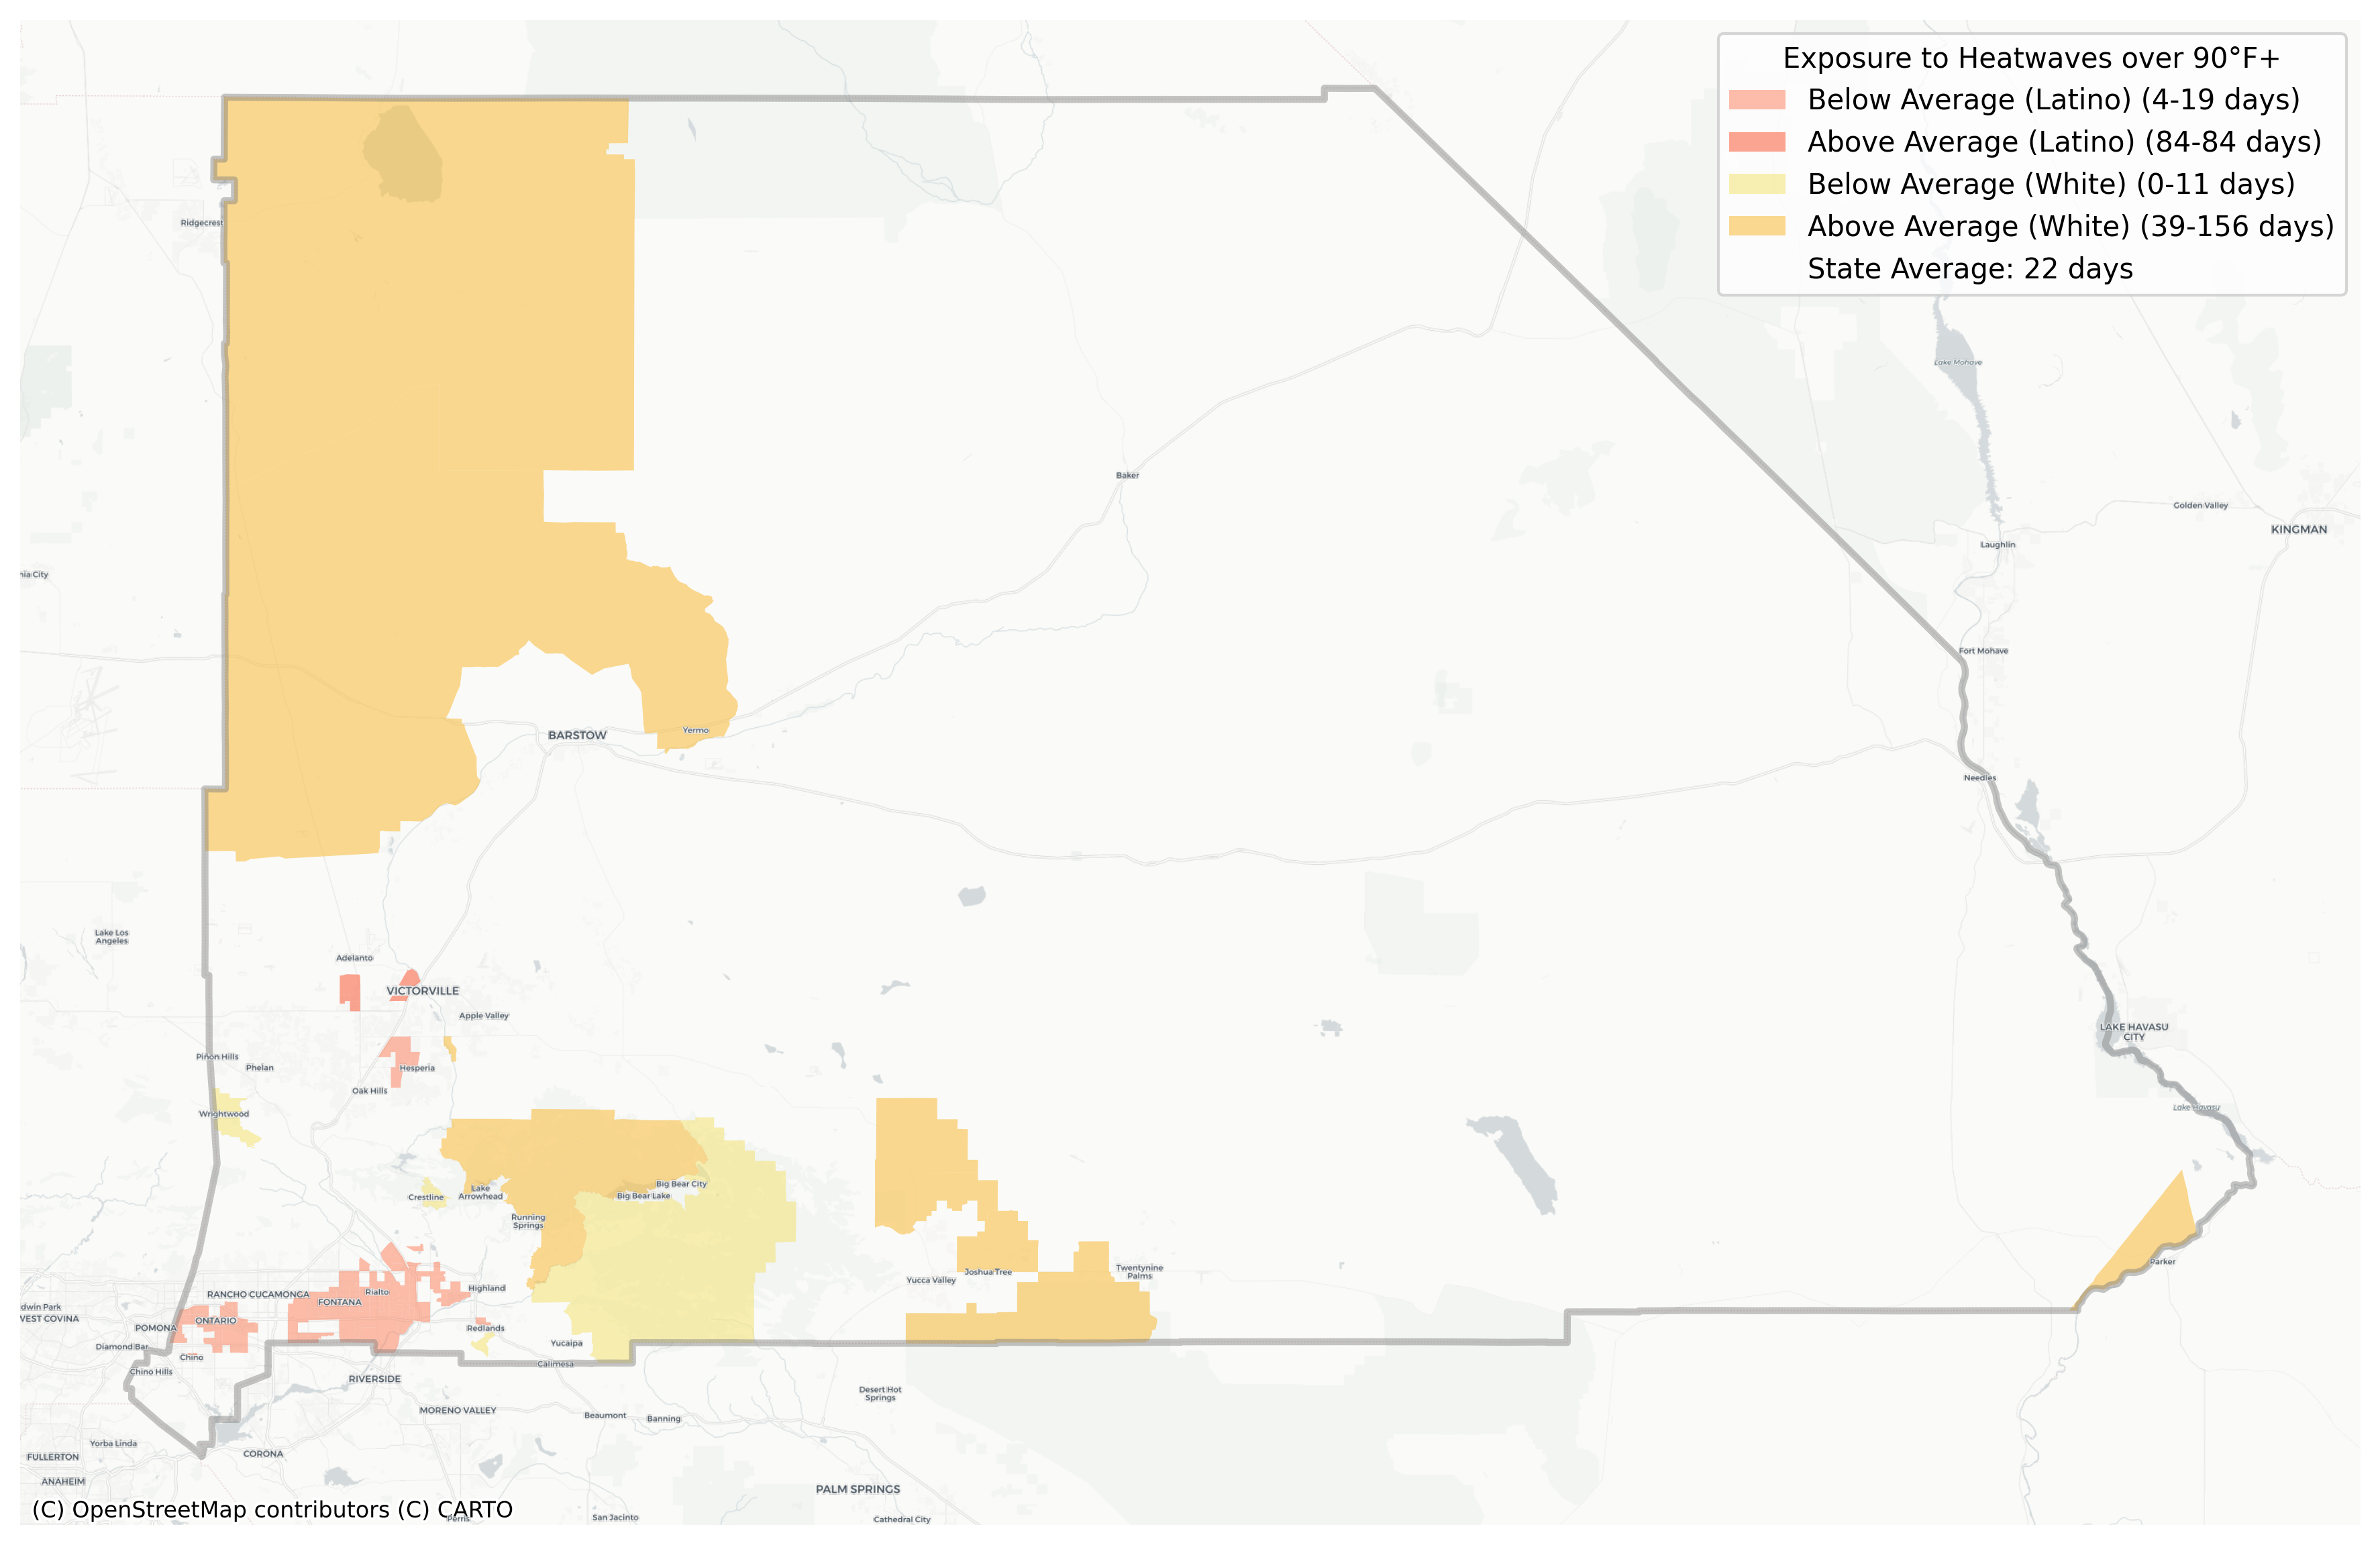 Exposure to Heatwaves over 90°F+
Below Average (Latino) (4-19 days)
Above Average (Latino) (84-84 days)
Below Average (White) (0-11 days)
Above Average (White) (39-156 days)
State Average: 22 days
Ridgecrest
Lake Mohave
Baker
Golden Valley
KINGMAN
Laughlin
nia City
Fort Mohave
Yermo
BARSTOW
Needles
Lake Los
Angeles
Adelanto
VICTORVILLE
Apple Valley
LAKE HAVASU
CITY
Piñon Hills
Phelan
Hesperia
Oak Hills
Lake Havasu
Wrightwood
Crestline
Lake
Arrowhead
Big Bear City
Big Bear Lake
Running
Springs
Parker
Twentynine
Palms
Joshua Tree
Yucca Valley
Highland
RANCHO CUCAMONGA
Rialto
FONTANA
dwin Park
WEST COVINA
ONTARIO
POMONA
Redlands
Yucaipa
Diamond Bar
Chino
Calimesa
Chino Hills
RIVERSIDE
Desert Hot
Springs
MORENO VALLEY
Beaumont
Banning
Yorba Linda
CORONA
FULLERTON
ANAHEIM
PALM SPRINGS
(C) OpenStreetMap contributors (C) CARTO
Perris
San Jacinto
Cathedral City